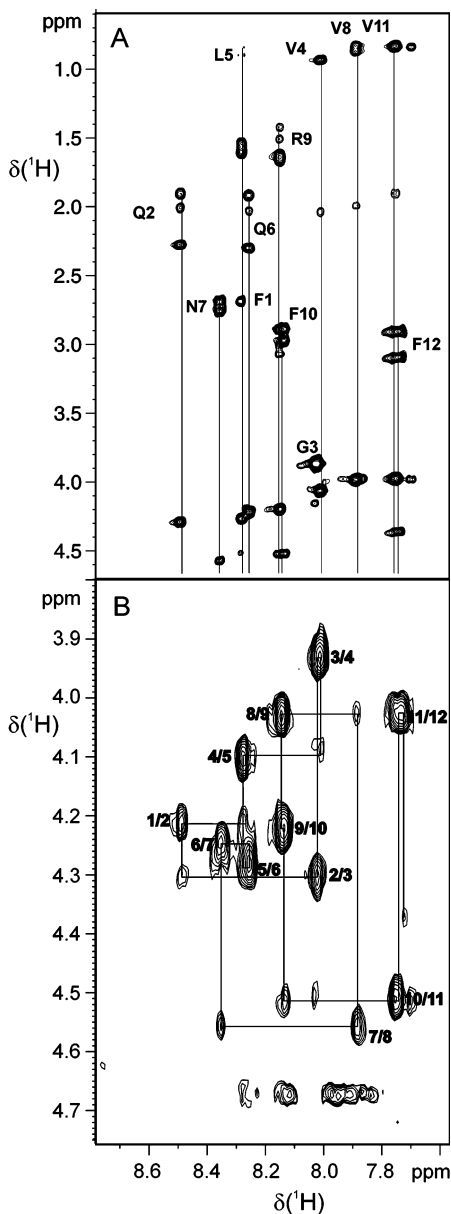 ppm
A
V8 V11
L5
V4
1.0
1.5
R9
δ(¹H)
2.0
Q2
Q6
2.5
N7
F1
F10
3.0
F12
3.5
G3
4.0
4.5
ppm
B
3.9
3/4
4.0
8/9
11/12
δ(¹H)
4.1
4/5
4.2
1/2
9/10
6/7
5/6
2/3
4.3
4.4
4.5
10/11
7/8
4.6
4.7
8.6 8.4 8.2 8.0 7.8 ppm
δ(¹H)